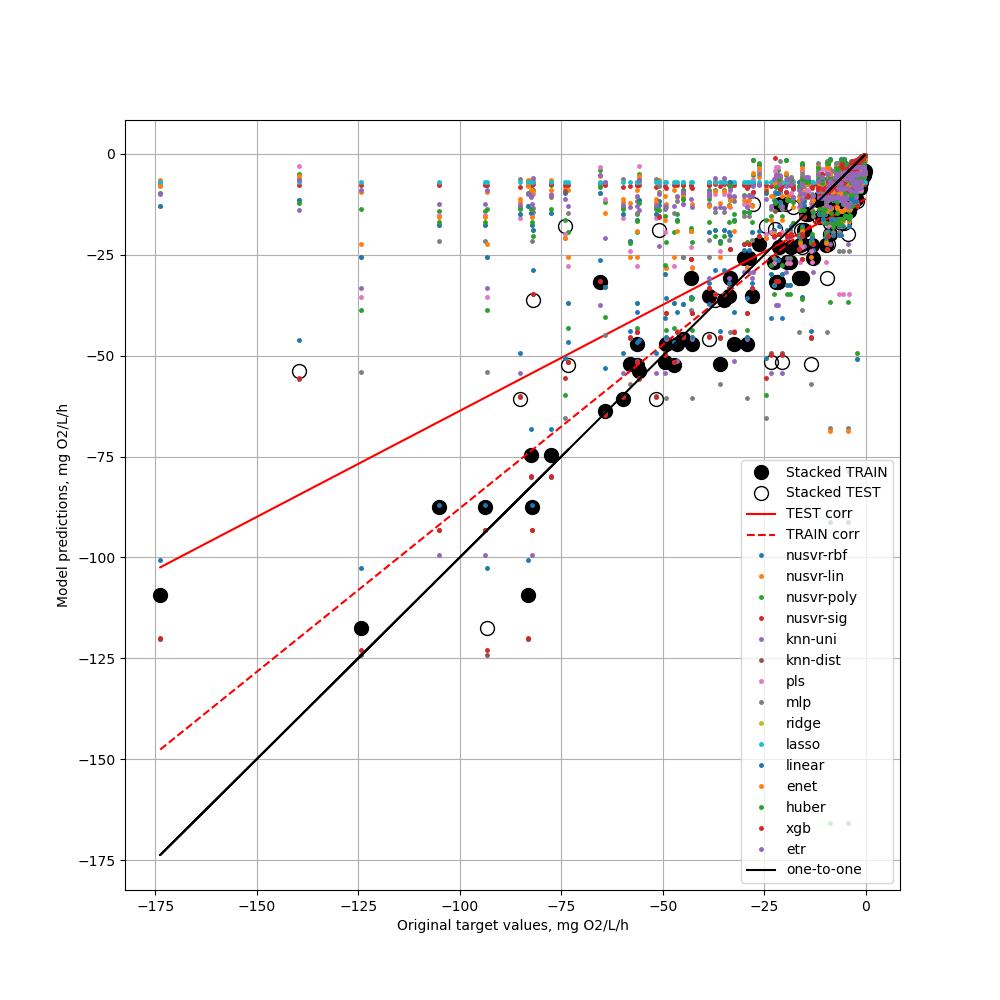 0
−25
−50
−75
−100
−125
−150
−175
Model predictions, mg O2/L/h
−175
−150
−125
−100
−75
−50
−25
0
Original target values, mg O2/L/h
Stacked TRAIN
Stacked TEST
TEST corr
TRAIN corr
nusvr-rbf
nusvr-lin
nusvr-poly
nusvr-sig
knn-uni
knn-dist
pls
mlp
ridge
lasso
linear
enet
huber
xgb
etr
one-to-one